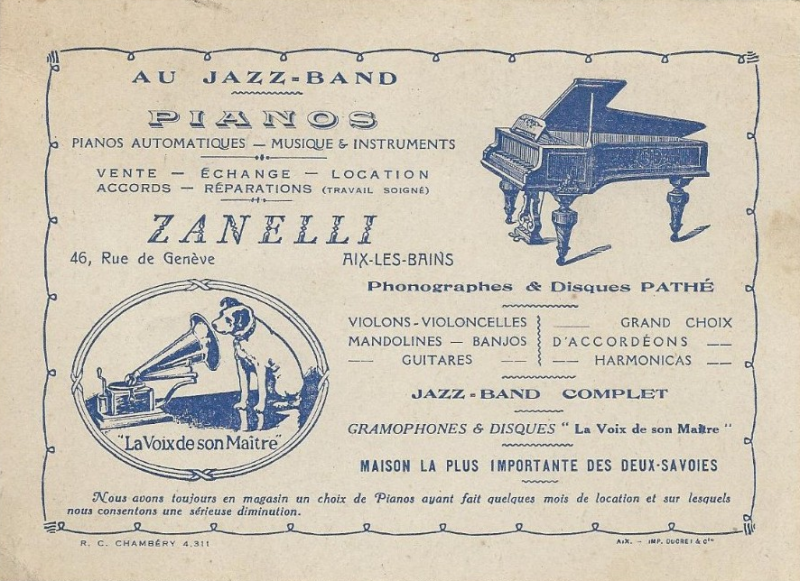 AU JAZZ-BAND
PIANOS
PIANOS AUTOMATIQUES — MUSIQUE & INSTRUMENTS
VENTE — ÉCHANGE — LOCATION
ACCORDS — RÉPARATIONS (TRAVAIL SOIGNÉ)
ZANELLI
46, Rue de Genève AIX-LES-BAINS
Phonographes & Disques PATHÉ
VIOLONS-VIOLONCELLES
MANDOLINES — BANJOS
— GUITARES —
— GRAND CHOIX
D'ACCORDÉONS —
— HARMONICAS —
JAZZ-BAND COMPLET
GRAMOPHONES & DISQUES " La Voix de son Maître "
MAISON LA PLUS IMPORTANTE DES DEUX-SAVOIES
"La Voix de son Maître"
Nous avons toujours en magasin un choix de Pianos ayant fait quelques mois de location et sur lesquels
nous consentons une sérieuse diminution.
R. C. CHAMBÉRY 4.311
AIX. — IMP. DUCRET & Cie